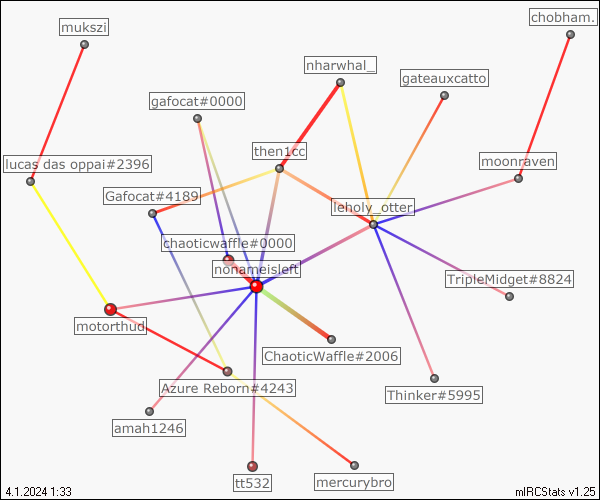 chobham.
mukszi
nharwhal_
gateauxcatto
gafocat#0000
then1cc
lucas das oppai#2396
moonraven
Gafocat#4189
leholy_otter
chaoticwaffle#0000
nonameisleft
TripleMidget#8824
motorthud
ChaoticWaffle#2006
Azure Reborn#4243
Thinker#5995
amah1246
tt532
mercurybro
4.1.2024 1:33
mIRCStats v1.25